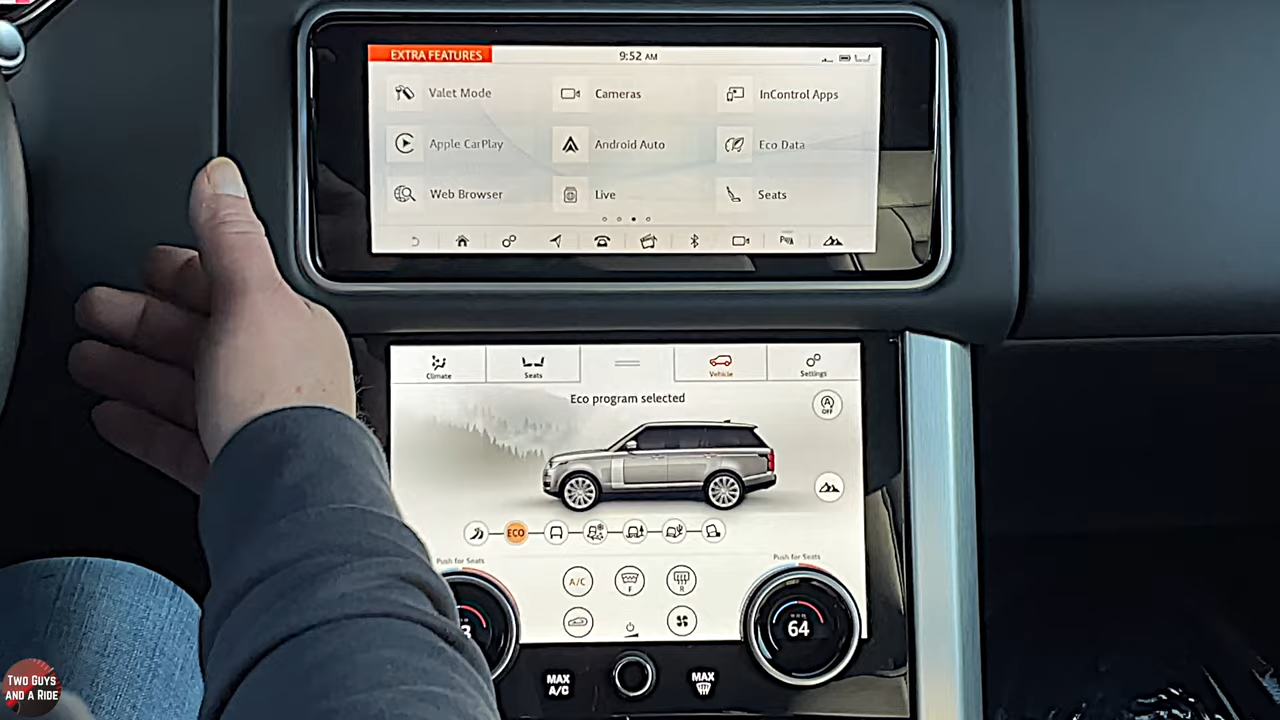 EXTRA FEATURES
9:52 AM
Valet Mode
Cameras
InControl Apps
Apple CarPlay
Android Auto
Eco Data
Web Browser
Live
Seats
Climate
Seats
Vehicle
Settings
Eco program selected
OFF
ECO
Push for Seats
Push for Seats
A/C
F
R
64
MAX
A/C
MAX
TWO GUYS
AND A RIDE